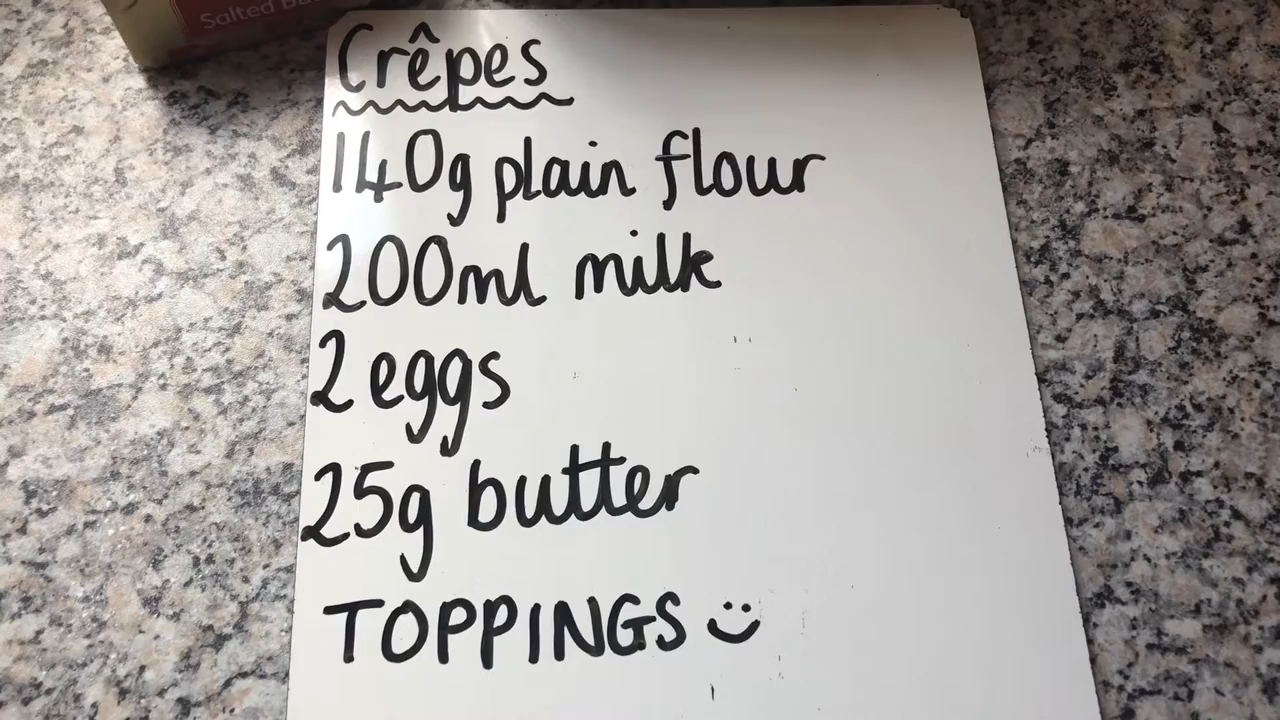 Salted
Crêpes
140g plain flour
200ml milk
2 eggs
25g butter
TOPPINGS